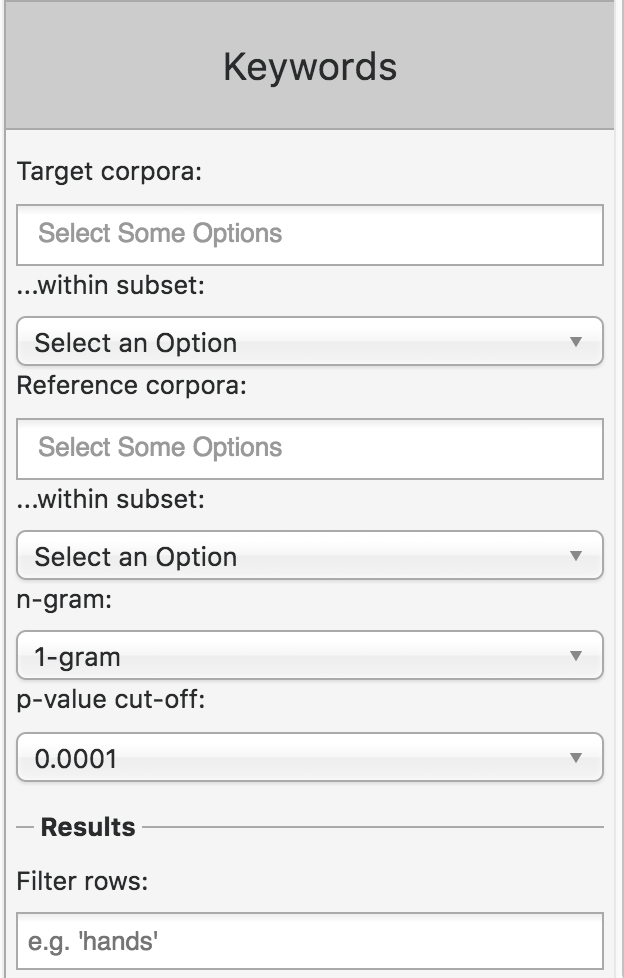 Keywords
Target corpora:
Select Some Options
...within subset:
Select an Option
Reference corpora:
Select Some Options
...within subset:
Select an Option
n-gram:
1-gram
p-value cut-off:
0.0001
Results
Filter rows:
e.g. 'hands'